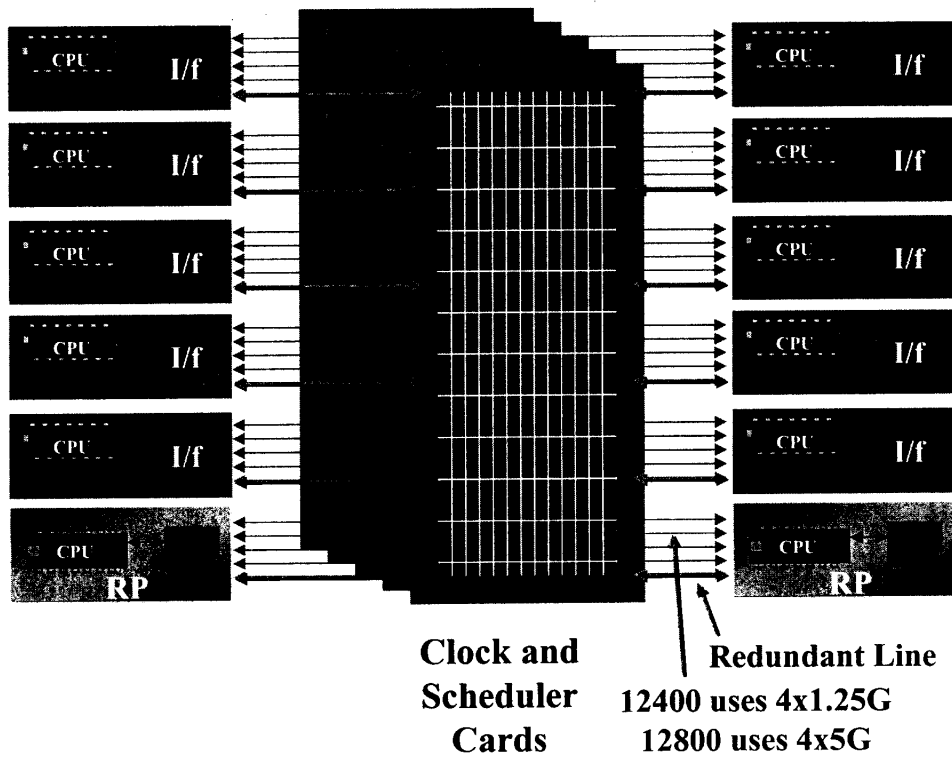 CPU I/f
CPU I/f
CPU I/f
CPU I/f
CPU I/f
CPU I/f
CPU I/f
CPU I/f
CPU I/f
CPU I/f
CPU
RP
CPU
RP
Clock and
Scheduler
Cards
Redundant Line
12400 uses 4x1.25G
12800 uses 4x5G